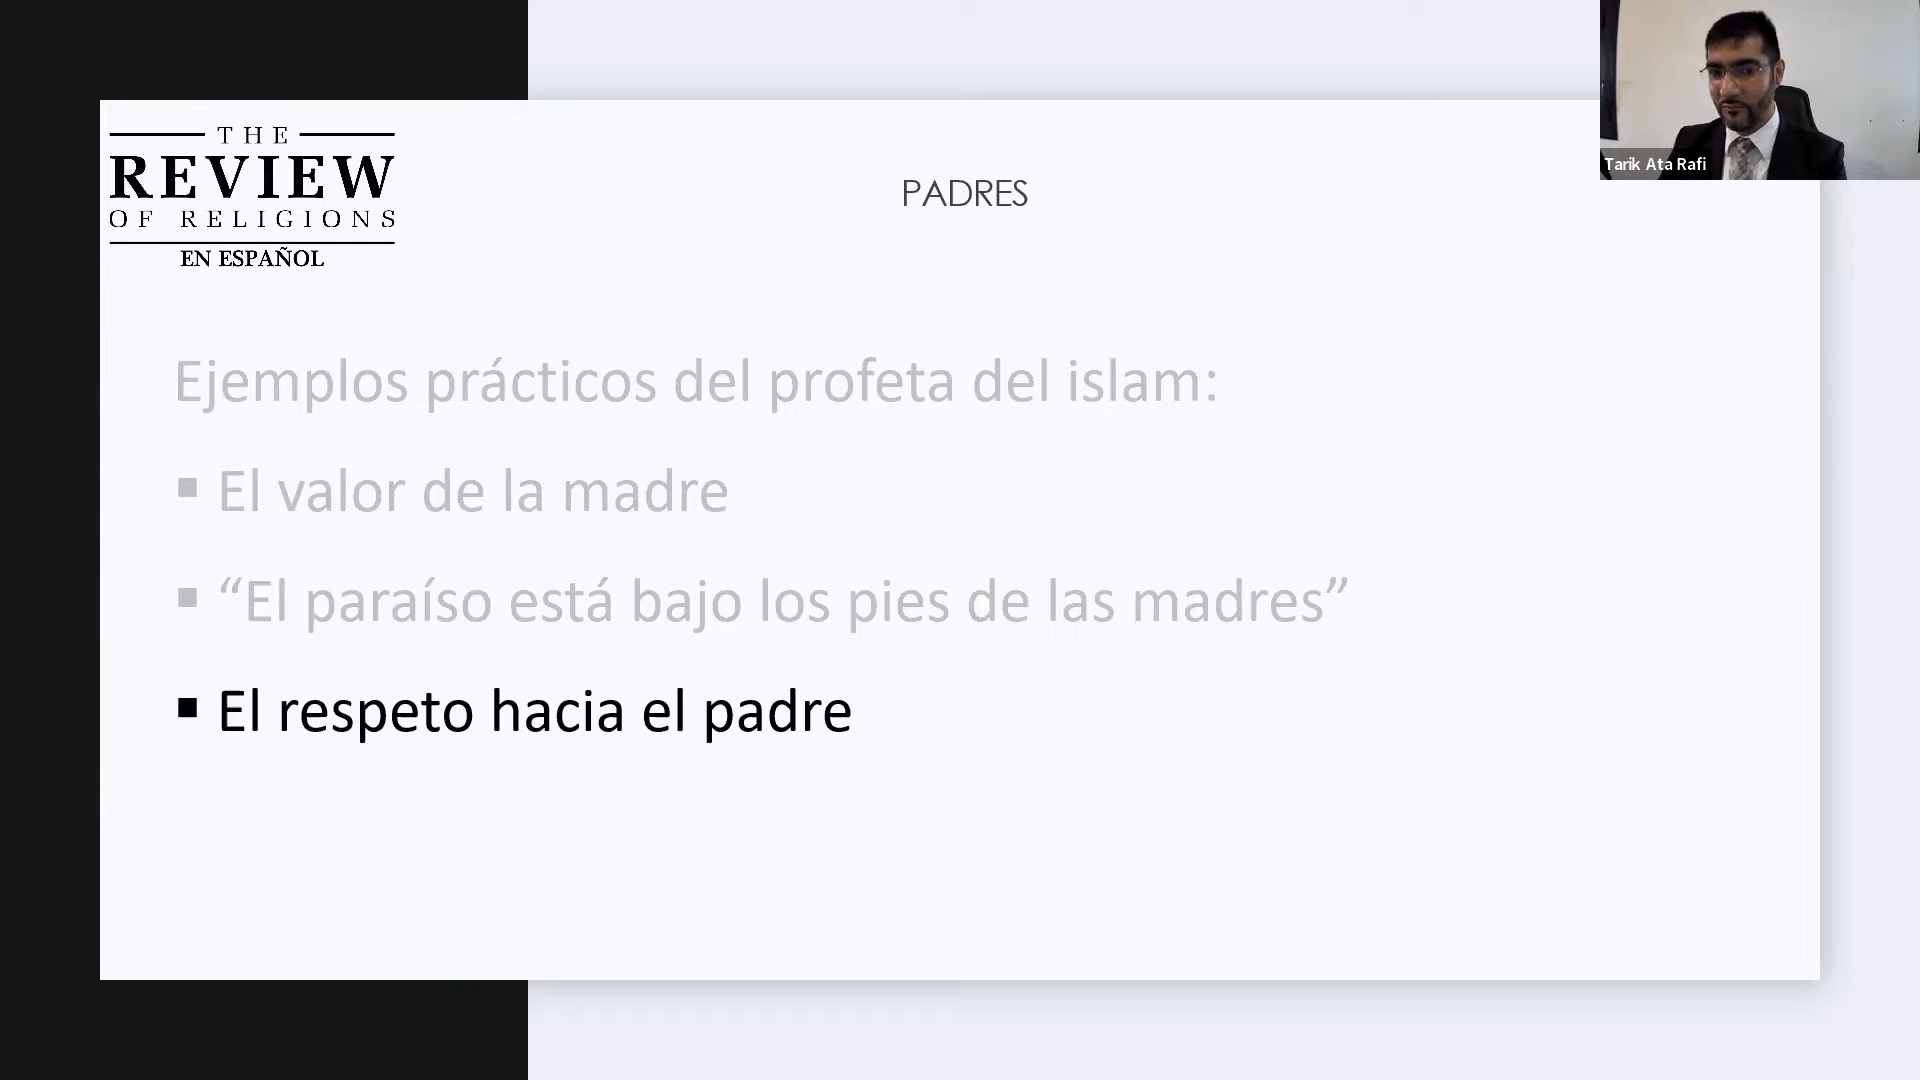 THE
REVIEW
OF RELIGIONS
EN ESPAÑOL
PADRES
Tarik Ata Rafi
Ejemplos prácticos del profeta del islam:
▪ El valor de la madre
▪ “El paraíso está bajo los pies de las madres”
▪ El respeto hacia el padre